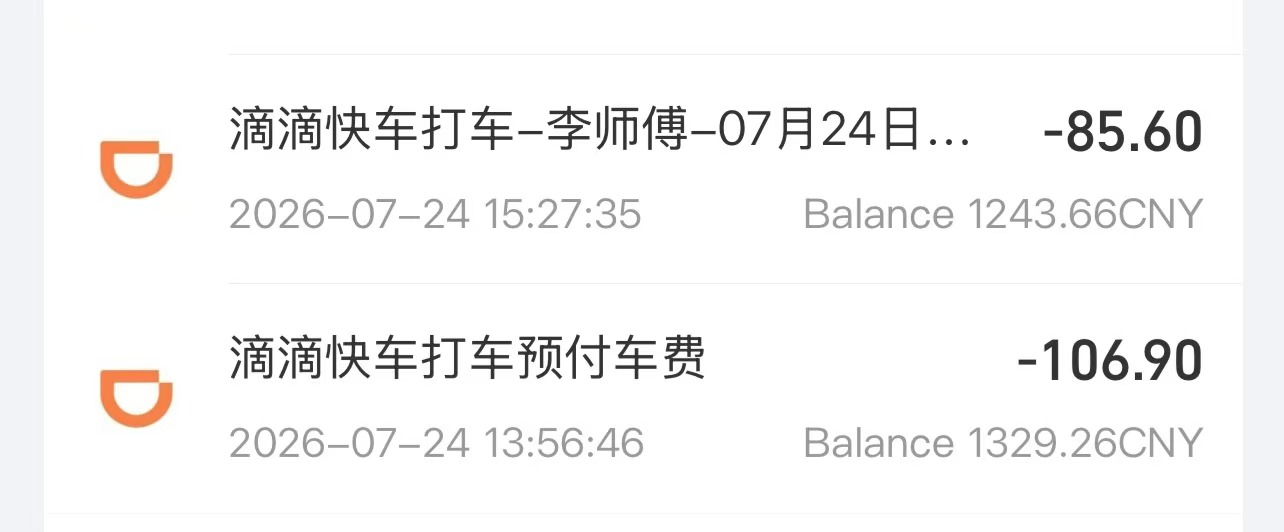 滴滴快车打车–李师傅–07月24日...
-85.60
2026–07–24 15:27:35
Balance 1243.66CNY
滴滴快车打车预付车费
-106.90
2026–07–24 13:56:46
Balance 1329.26CNY